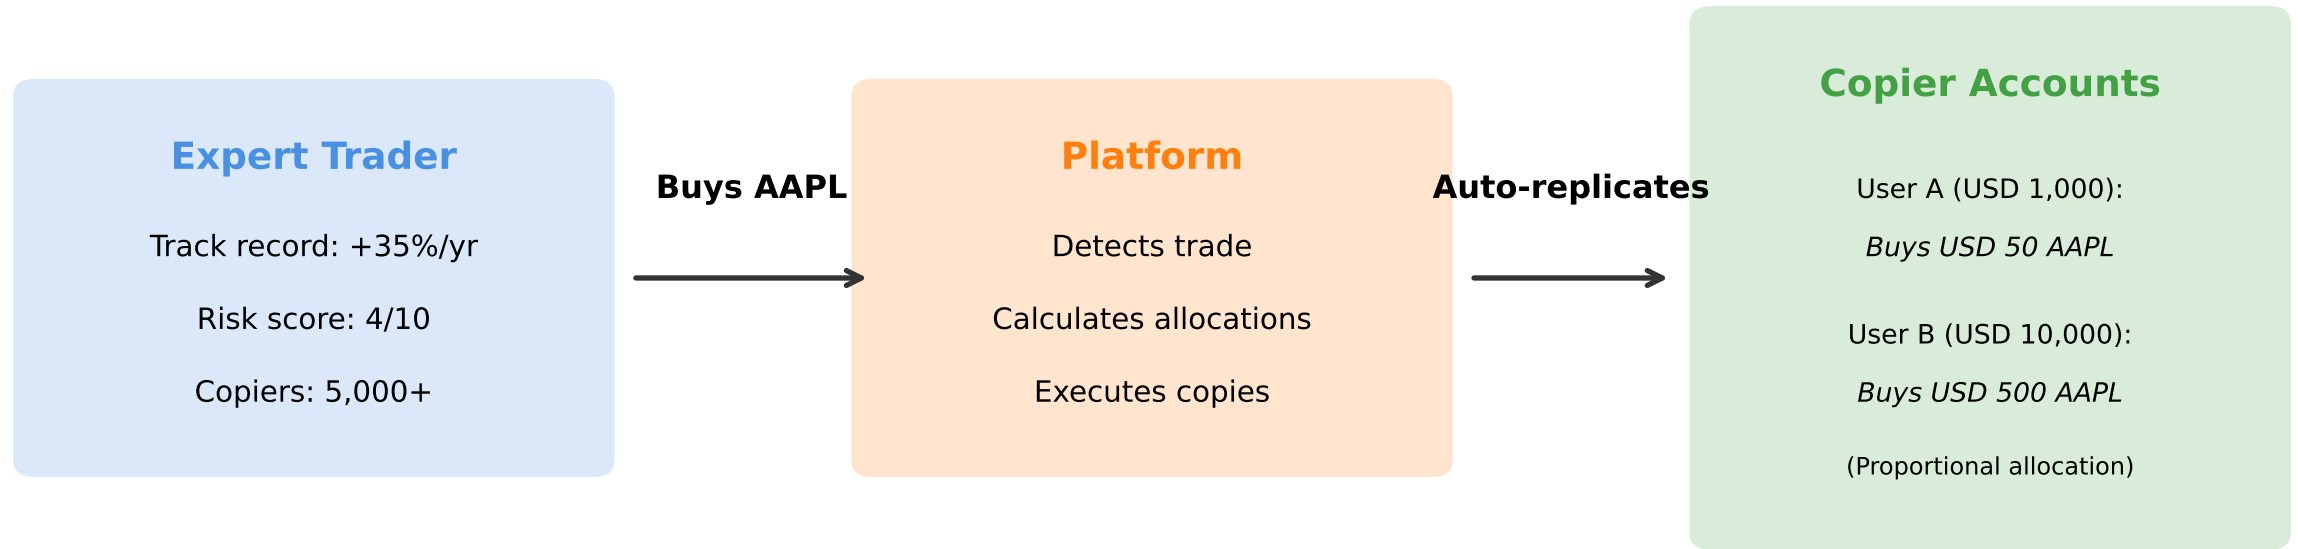 Expert Trader
Track record: +35%/yr
Risk score: 4/10
Copiers: 5,000+
Buys AAPL
Platform
Detects trade
Calculates allocations
Executes copies
Auto-replicates
Copier Accounts
User A (USD 1,000):
Buys USD 50 AAPL
User B (USD 10,000):
Buys USD 500 AAPL
(Proportional allocation)